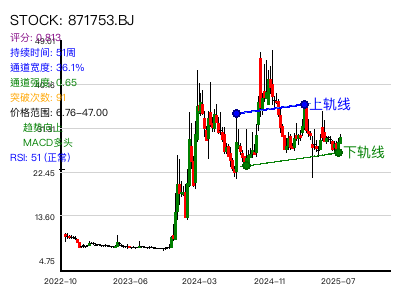 STOCK: 871753.BJ
评分: 0.813
持续时间: 51周
通道宽度: 36.1%
通道强度: 0.65
突破次数:
价格范围: 6.76-47.00
趋势向上
MACD多头
RSI: 51 (正常)
上轨线
下轨线
22.45
13.60
4.75
2022-10 2023-06 2024-03 2024-11 2025-07